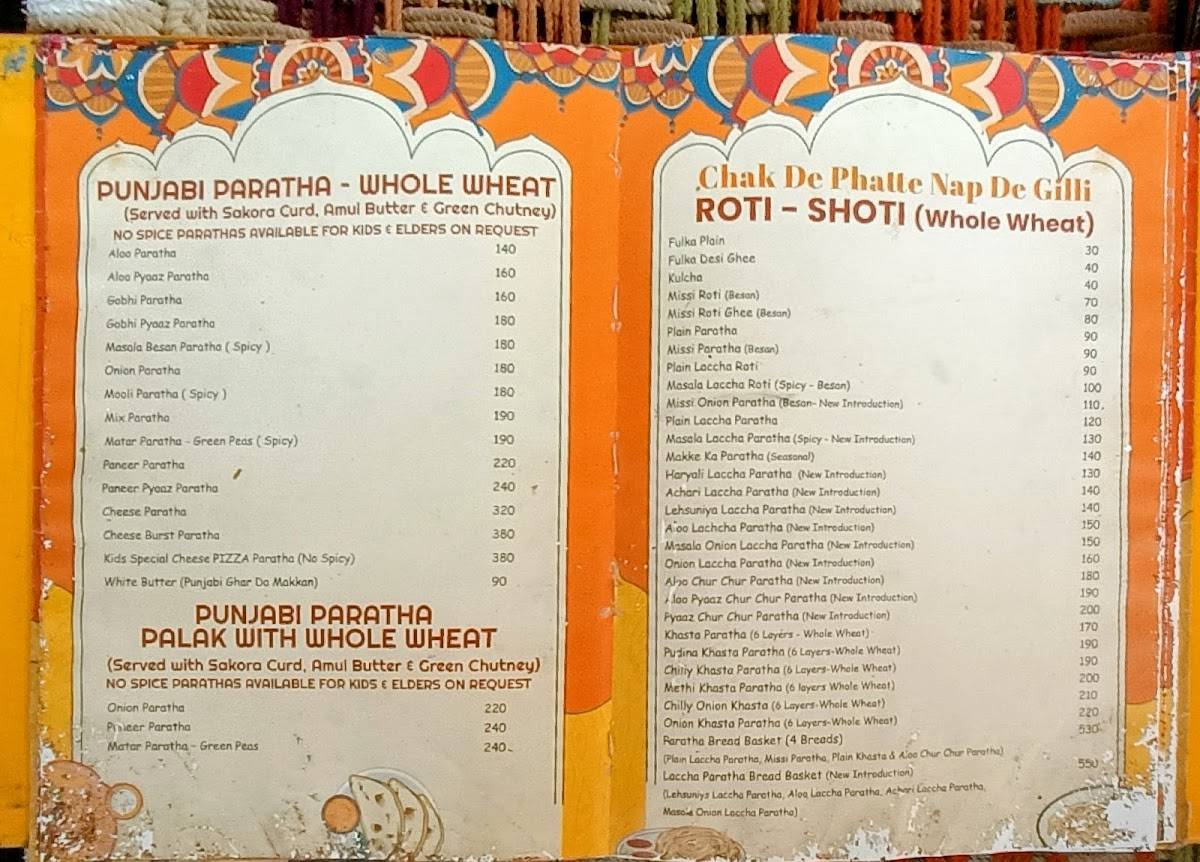 PUNJABI PARATHA - WHOLE WHEAT
(Served with Sakora Curd, Amul Butter & Green Chutney)
NO SPICE PARATHAS AVAILABLE FOR KIDS & ELDERS ON REQUEST
Aloo Paratha 140
Aloo Pyaaz Paratha 160
Gobhi Paratha 160
Gobhi Pyaaz Paratha 180
Masala Besan Paratha ( Spicy ) 180
Onion Paratha 180
Mooli Paratha ( Spicy ) 180
Mix Paratha 190
Matar Paratha - Green Peas ( Spicy) 190
Paneer Paratha 220
Paneer Pyaaz Paratha 240
Cheese Paratha 320
Cheese Burst Paratha 380
Kids Special Cheese PIZZA Paratha (No Spicy) 380
White Butter (Punjabi Ghar Da Makkan) 90
PUNJABI PARATHA
PALAK WITH WHOLE WHEAT
(Served with Sakora Curd, Amul Butter & Green Chutney)
NO SPICE PARATHAS AVAILABLE FOR KIDS & ELDERS ON REQUEST
Onion Paratha 220
Paneer Paratha 240
Matar Paratha - Green Peas 240
Chak De Phatte Nap De Gilli
ROTI - SHOTI (Whole Wheat)
Fulka Plain 30
Fulka Desi Ghee 40
Kulcha 40
Missi Roti (Besan) 70
Missi Roti Ghee (Besan) 80
Plain Paratha 90
Missi Paratha (Besan) 90
Plain Laccha Roti 90
Masala Laccha Roti (Spicy - Besan) 100
Missi Onion Paratha (Besan- New Introduction) 110
Plain Laccha Paratha 120
Masala Laccha Paratha (Spicy - New Introduction) 130
Makke Ka Paratha (Seasonal) 140
Haryali Laccha Paratha (New Introduction) 130
Achari Laccha Paratha (New Introduction) 140
Lehsuniya Laccha Paratha (New Introduction) 140
Aloo Lachcha Paratha (New Introduction) 150
Masala Onion Laccha Paratha (New Introduction) 150
Onion Laccha Paratha (New Introduction) 160
Aloo Chur Chur Paratha (New Introduction) 180
Aloo Pyaaz Chur Chur Paratha (New Introduction) 190
Pyaaz Chur Chur Paratha (New Introduction) 200
Khasta Paratha (6 Layers - Whole Wheat) 170
Pudina Khasta Paratha (6 Layers-Whole Wheat) 190
Chilly Khasta Paratha (6 Layers-Whole Wheat) 190
Methi Khasta Paratha (6 layers Whole Wheat) 200
Chilly Onion Khasta (6 Layers-Whole Wheat) 210
Onion Khasta Paratha (6 Layers-Whole Wheat) 220
Paratha Bread Basket (4 Breads) 530
(Plain Laccha Paratha, Missi Paratha, Plain Khasta & Aloo Chur Chur Paratha)
Laccha Paratha Bread Basket (New Introduction) 550
(Lehsuniya Laccha Paratha, Aloo Laccha Paratha, Achari Laccha Paratha,
Masala Onion Laccha Paratha)